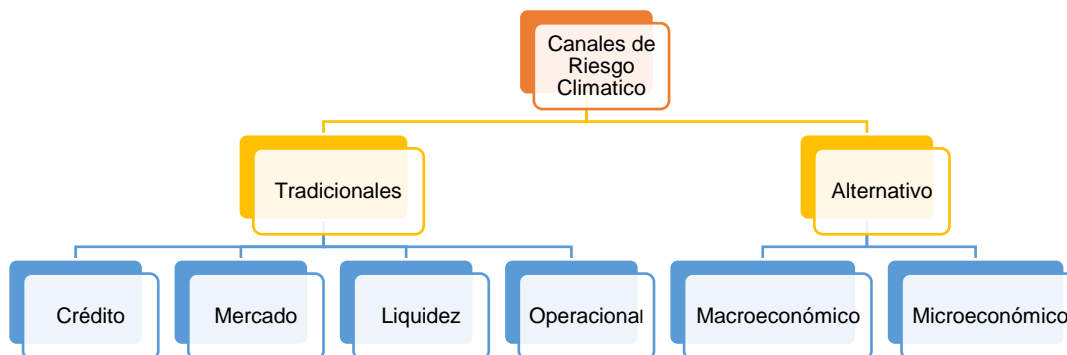 Canales de
Riesgo
Climatico
Tradicionales
Alternativo
Crédito
Mercado
Liquidez
Operacional
Macroeconómico
Microeconómico